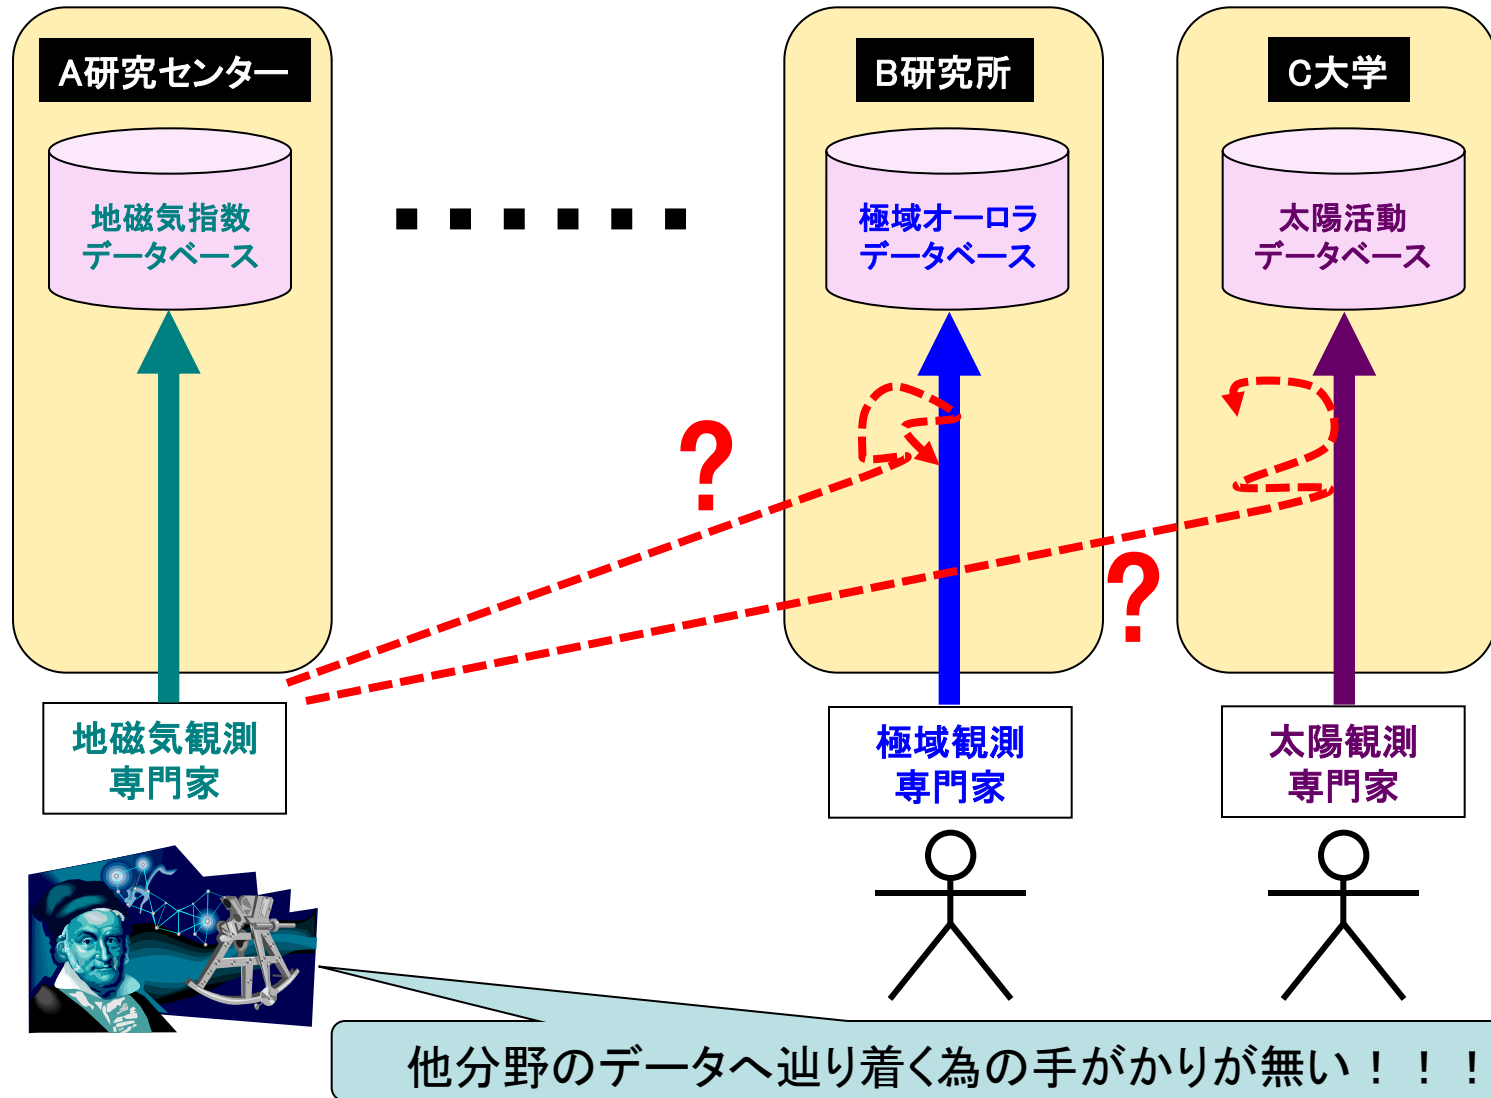 A研究センター
B研究所
C大学
地磁気指数
データベース
極域オーロラ
データベース
太陽活動
データベース
?
?
地磁気観測
専門家
極域観測
専門家
太陽観測
専門家
他分野のデータへ辿り着く為の手がかりが無い！！！